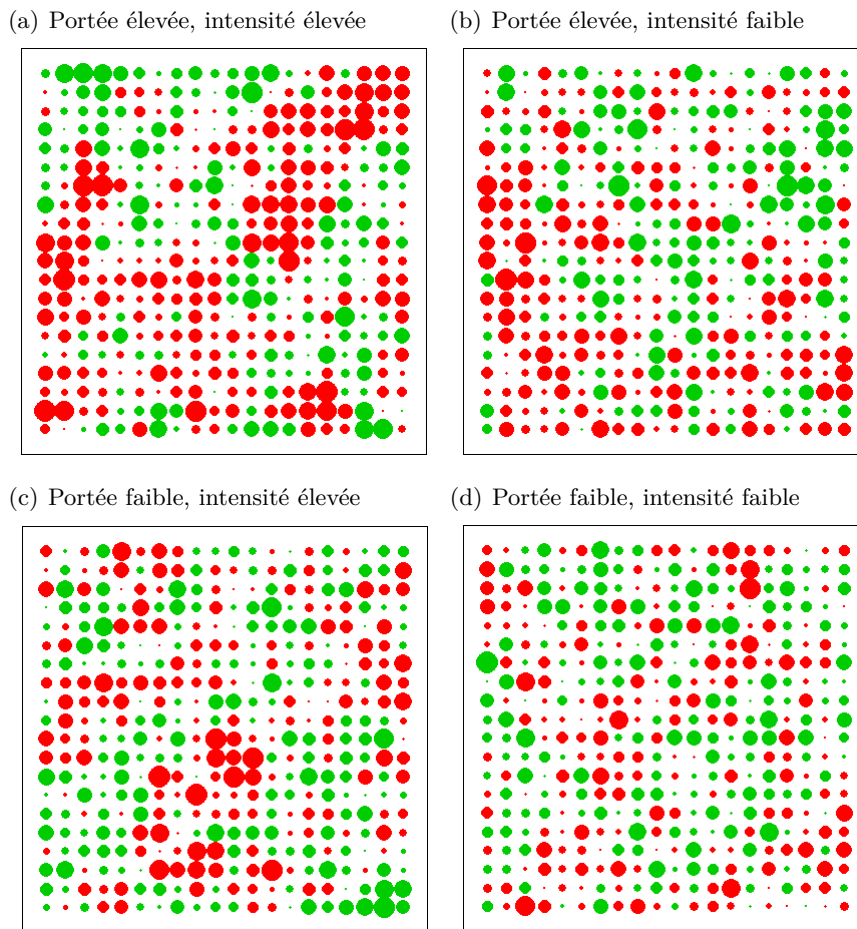 (a) Portée élevée, intensité élevée
(b) Portée élevée, intensité faible
(c) Portée faible, intensité élevée
(d) Portée faible, intensité faible